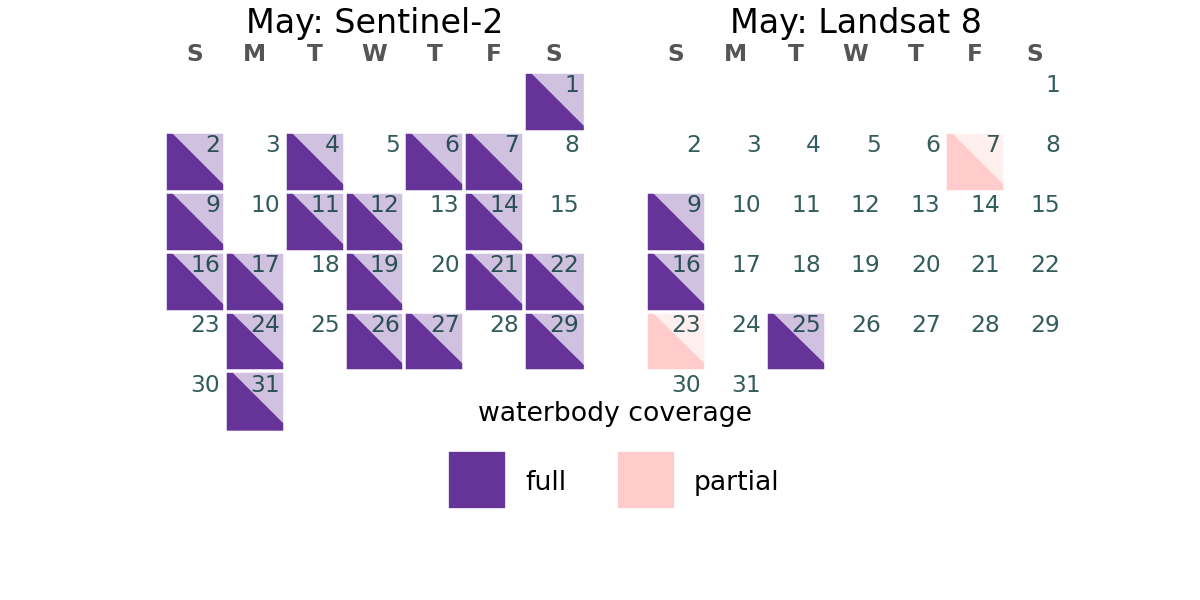 May: Sentinel-2
S M T W T F S
1
2 3 4 5 6 7 8
9 10 11 12 13 14 15
16 17 18 19 20 21 22
23 24 25 26 27 28 29
30 31
May: Landsat 8
S M T W T F S
1
2 3 4 5 6 7 8
9 10 11 12 13 14 15
16 17 18 19 20 21 22
23 24 25 26 27 28 29
30 31
waterbody coverage
full
partial